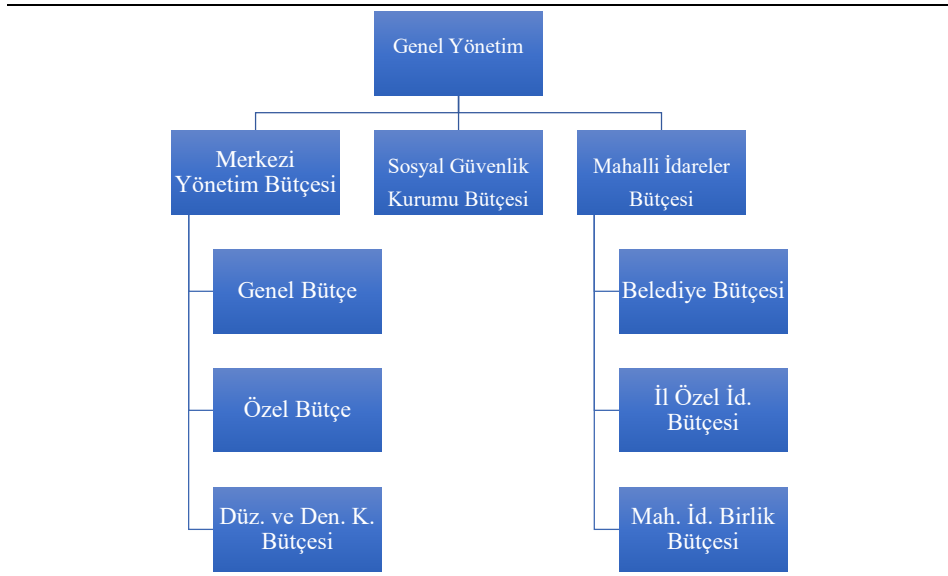 Genel Yönetim
Merkezi
Yönetim Bütçesi
Sosyal Güvenlik
Kurumu Bütçesi
Mahalli İdareler
Bütçesi
Genel Bütçe
Özel Bütçe
Düz. ve Den. K.
Bütçesi
Belediye Bütçesi
İl Özel İd.
Bütçesi
Mah. İd. Birlik
Bütçesi